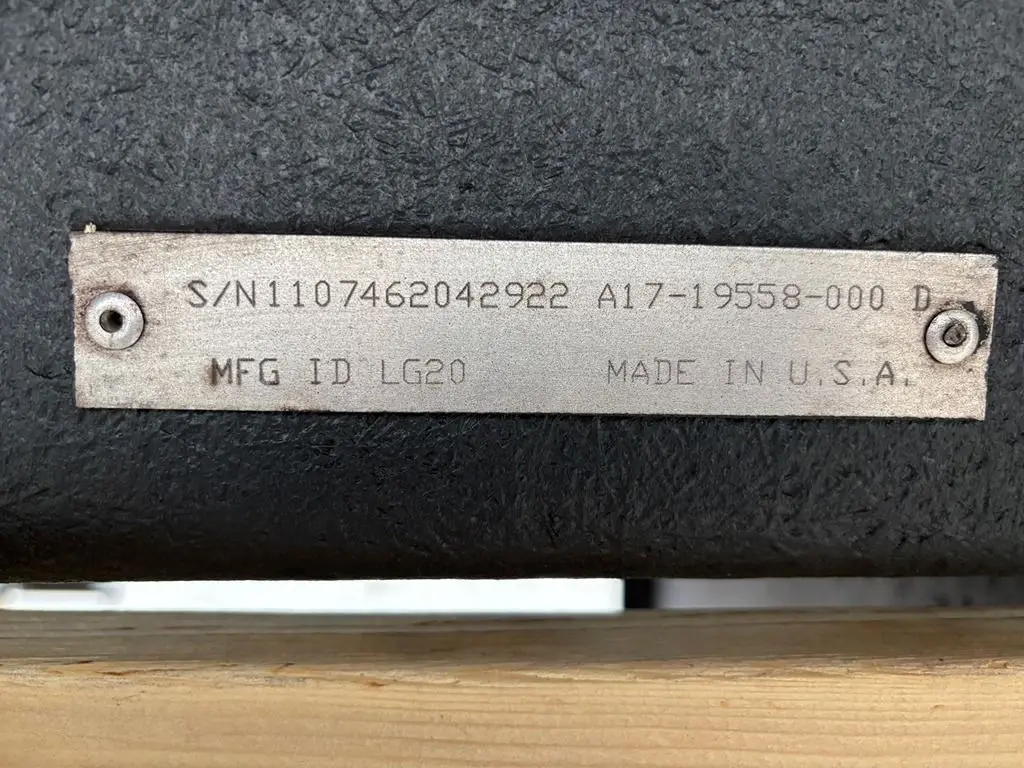 S/N1107462042922 A17-19558-000 D
MFG ID LG20 MADE IN U.S.A.